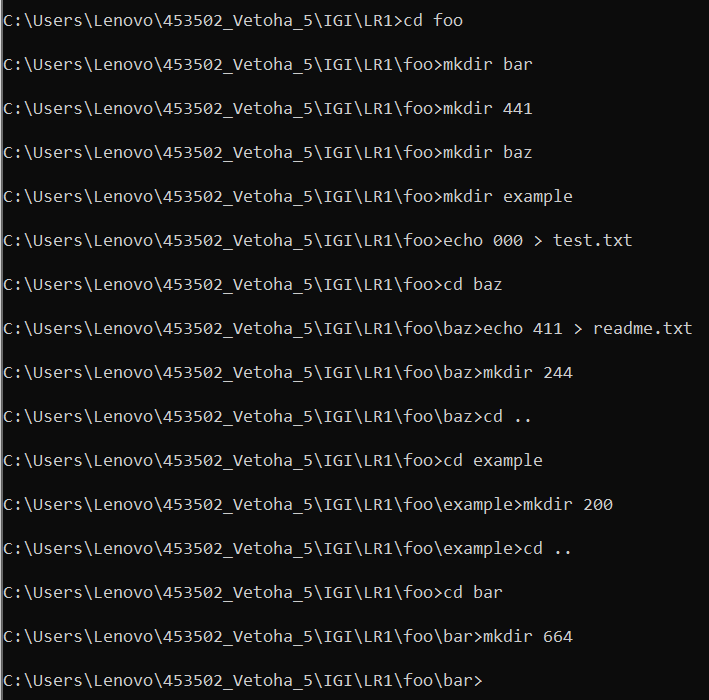 C:\Users\Lenovo\453502_Vetoha_5\IGI\LR1>cd foo
C:\Users\Lenovo\453502_Vetoha_5\IGI\LR1\foo>mkdir bar
C:\Users\Lenovo\453502_Vetoha_5\IGI\LR1\foo>mkdir 441
C:\Users\Lenovo\453502_Vetoha_5\IGI\LR1\foo>mkdir baz
C:\Users\Lenovo\453502_Vetoha_5\IGI\LR1\foo>mkdir example
C:\Users\Lenovo\453502_Vetoha_5\IGI\LR1\foo>echo 000 > test.txt
C:\Users\Lenovo\453502_Vetoha_5\IGI\LR1\foo>cd baz
C:\Users\Lenovo\453502_Vetoha_5\IGI\LR1\foo\baz>echo 411 > readme.txt
C:\Users\Lenovo\453502_Vetoha_5\IGI\LR1\foo\baz>mkdir 244
C:\Users\Lenovo\453502_Vetoha_5\IGI\LR1\foo\baz>cd ..
C:\Users\Lenovo\453502_Vetoha_5\IGI\LR1\foo>cd example
C:\Users\Lenovo\453502_Vetoha_5\IGI\LR1\foo\example>mkdir 200
C:\Users\Lenovo\453502_Vetoha_5\IGI\LR1\foo\example>cd ..
C:\Users\Lenovo\453502_Vetoha_5\IGI\LR1\foo>cd bar
C:\Users\Lenovo\453502_Vetoha_5\IGI\LR1\foo\bar>mkdir 664
C:\Users\Lenovo\453502_Vetoha_5\IGI\LR1\foo\bar>